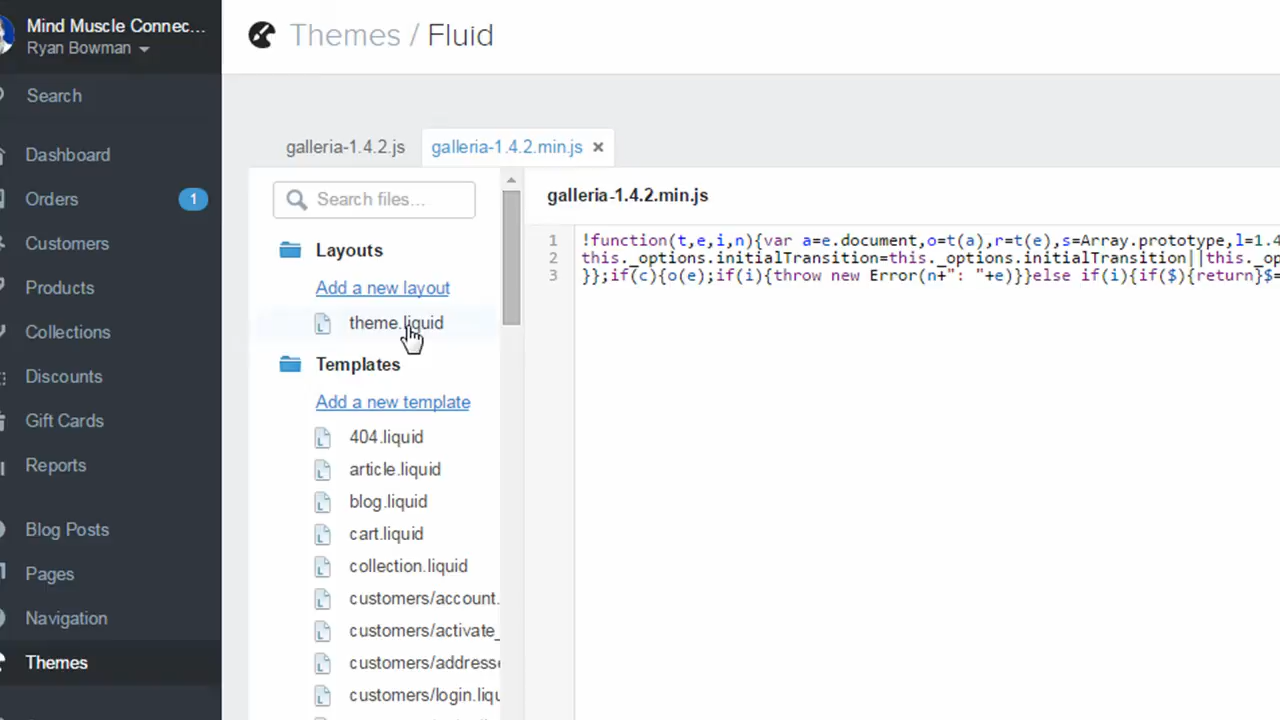 Mind Muscle Connec...
Ryan Bowman
Search
Dashboard
Orders 1
Customers
Products
Collections
Discounts
Gift Cards
Reports
Blog Posts
Pages
Navigation
Themes
Themes / Fluid
galleria-1.4.2.js
galleria-1.4.2.min.js ×
Search files...
Layouts
Add a new layout
theme.liquid
Templates
Add a new template
404.liquid
article.liquid
blog.liquid
cart.liquid
collection.liquid
customers/account.
customers/activate_
customers/addresse
customers/login.liqu
galleria-1.4.2.min.js
1 !function(t,e,i,n){var a=e.document,o=t(a),r=t(e),s=Array.prototype,l=1.4
2 this._options.initialTransition=this._options.initialTransition||this._op
3 }};if(c){o(e);if(i){throw new Error(n+": "+e)}}else if(i){if($){return}$=